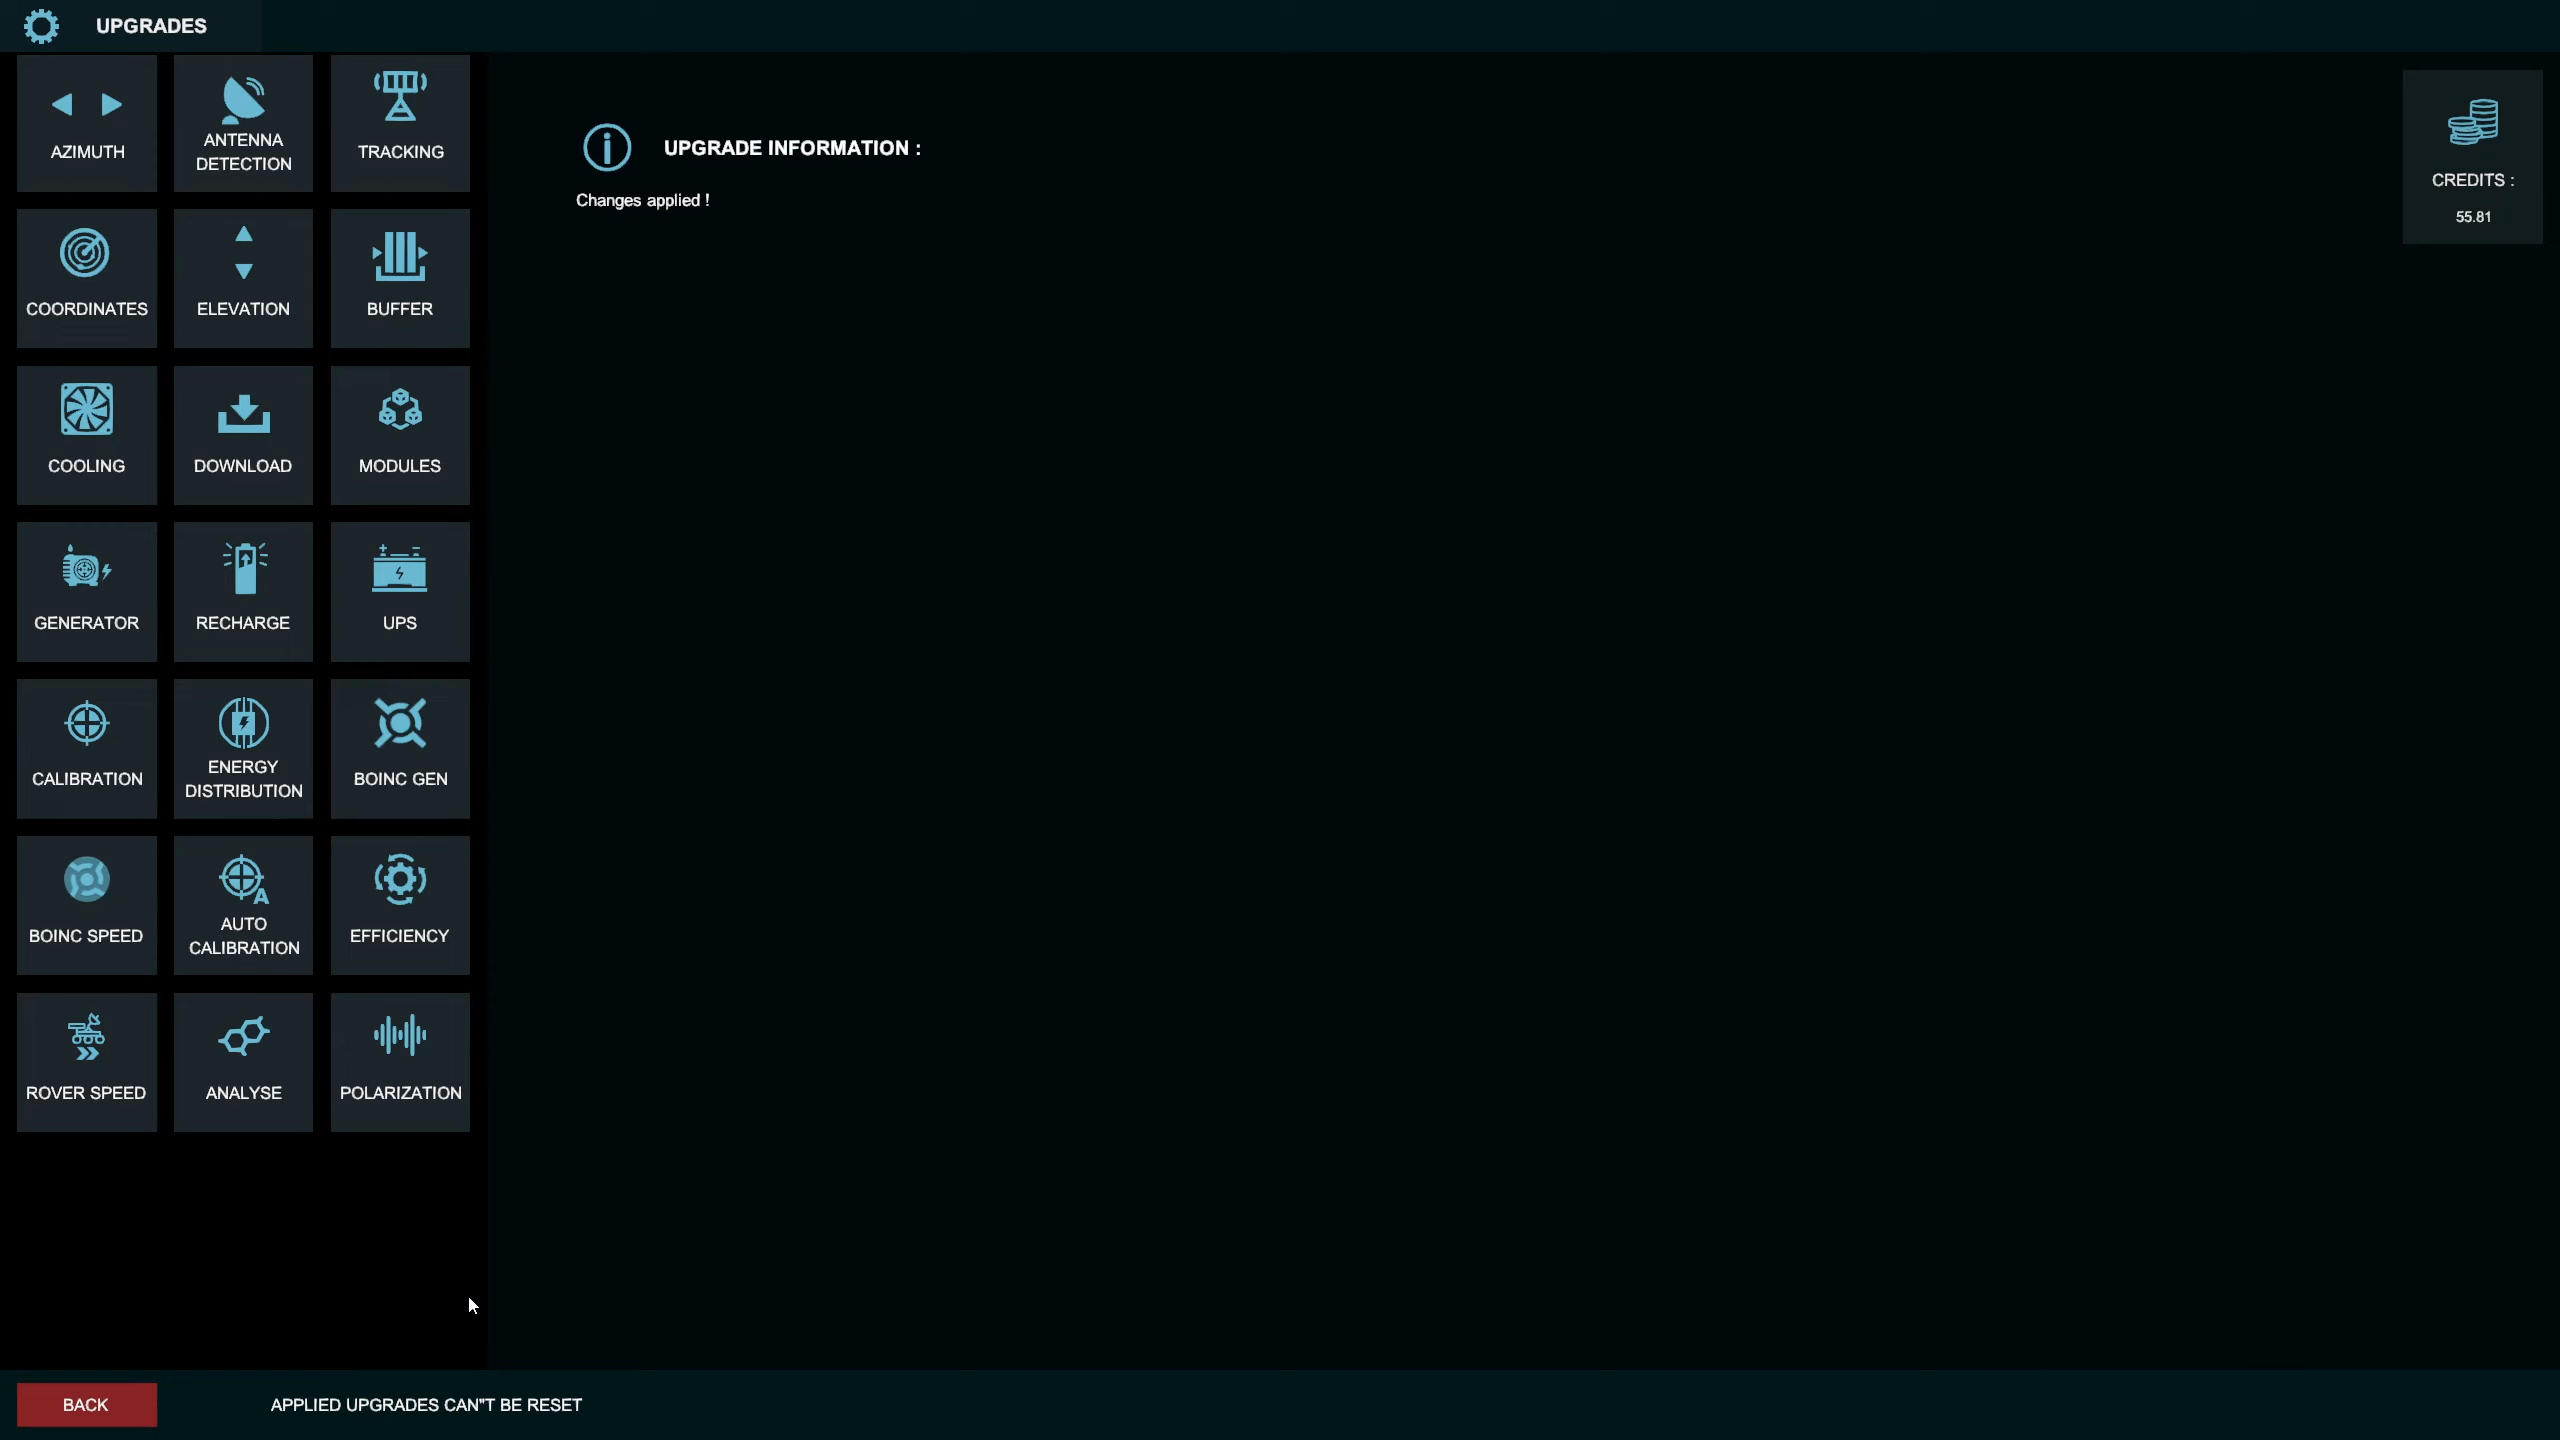 UPGRADES
AZIMUTH
ANTENNA
DETECTION
TRACKING
COORDINATES
ELEVATION
BUFFER
COOLING
DOWNLOAD
MODULES
GENERATOR
RECHARGE
UPS
CALIBRATION
ENERGY
DISTRIBUTION
BOINC GEN
BOINC SPEED
AUTO
CALIBRATION
EFFICIENCY
ROVER SPEED
ANALYSE
POLARIZATION
UPGRADE INFORMATION :
Changes applied !
CREDITS :
55.81
BACK
APPLIED UPGRADES CAN"T BE RESET